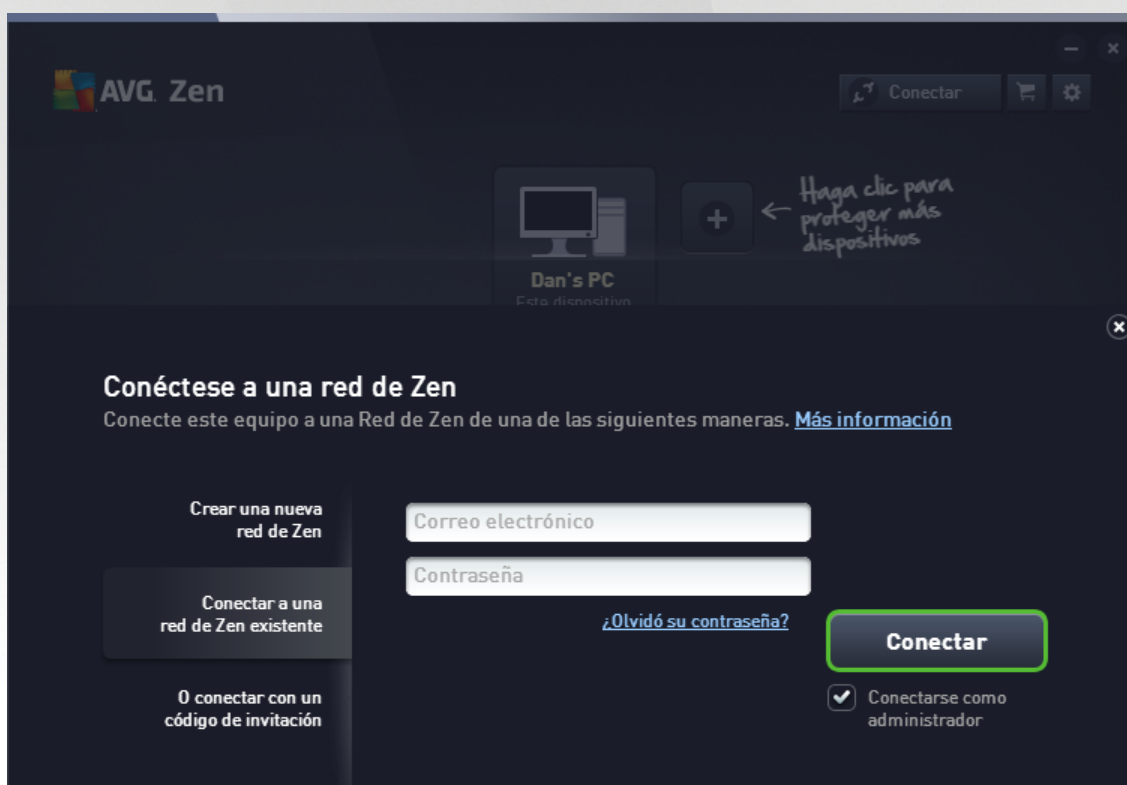 AVG. Zen
Conectar
Haga clic para
proteger más
dispositivos
Dan's PC
Este dispositivo
Conéctese a una red de Zen
Conecte este equipo a una Red de Zen de una de las siguientes maneras. Más información
Crear una nueva
red de Zen
Conectar a una
red de Zen existente
O conectar con un
código de invitación
Correo electrónico
Contraseña
¿Olvidó su contraseña?
Conectar
Conectarse como
administrador